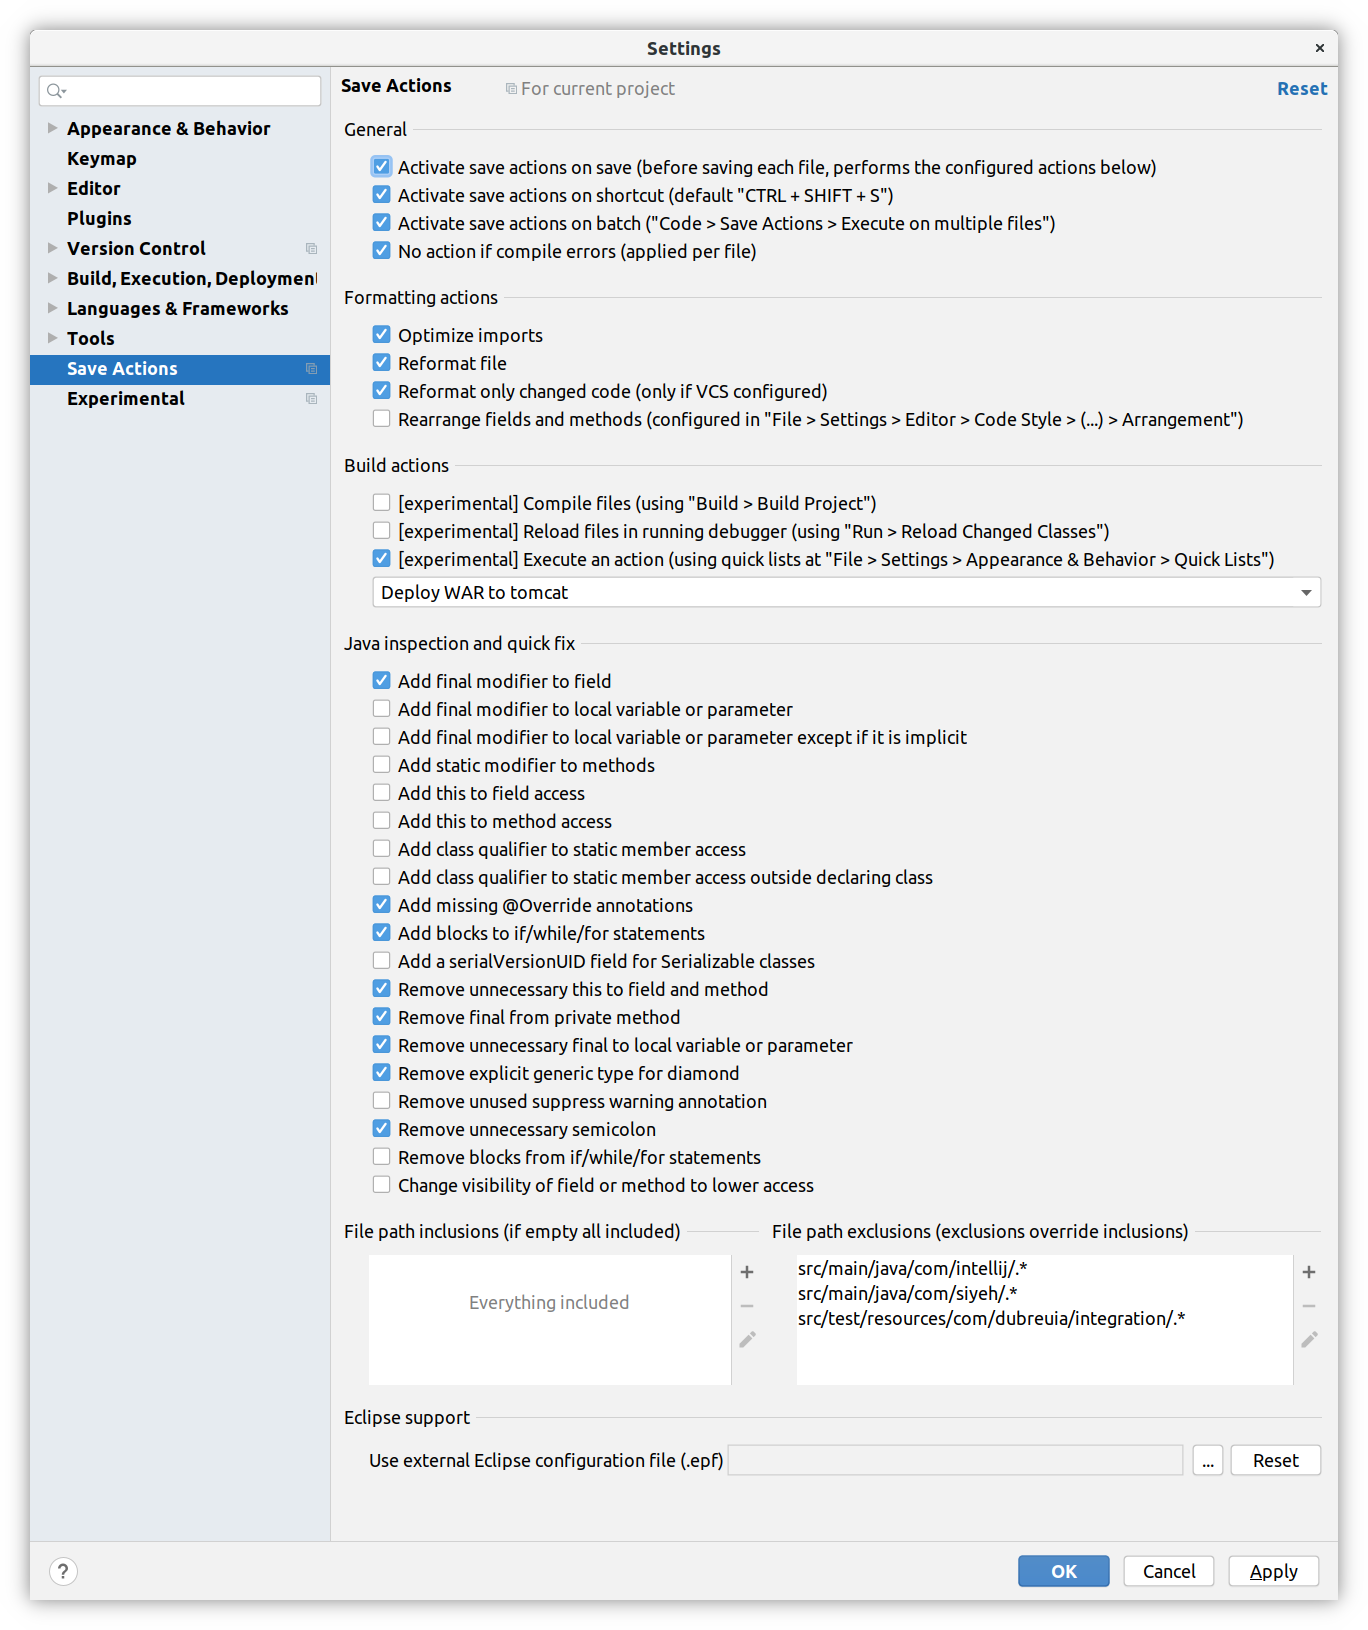 Settings
Save Actions
For current project
Reset
Appearance & Behavior
Keymap
Editor
Plugins
Version Control
Build, Execution, Deployment
Languages & Frameworks
Tools
Save Actions
Experimental
General
Activate save actions on save (before saving each file, performs the configured actions below)
Activate save actions on shortcut (default "CTRL + SHIFT + S")
Activate save actions on batch ("Code > Save Actions > Execute on multiple files")
No action if compile errors (applied per file)
Formatting actions
Optimize imports
Reformat file
Reformat only changed code (only if VCS configured)
Rearrange fields and methods (configured in "File > Settings > Editor > Code Style > (...) > Arrangement")
Build actions
[experimental] Compile files (using "Build > Build Project")
[experimental] Reload files in running debugger (using "Run > Reload Changed Classes")
[experimental] Execute an action (using quick lists at "File > Settings > Appearance & Behavior > Quick Lists")
Deploy WAR to tomcat
Java inspection and quick fix
Add final modifier to field
Add final modifier to local variable or parameter
Add final modifier to local variable or parameter except if it is implicit
Add static modifier to methods
Add this to field access
Add this to method access
Add class qualifier to static member access
Add class qualifier to static member access outside declaring class
Add missing @Override annotations
Add blocks to if/while/for statements
Add a serialVersionUID field for Serializable classes
Remove unnecessary this to field and method
Remove final from private method
Remove unnecessary final to local variable or parameter
Remove explicit generic type for diamond
Remove unused suppress warning annotation
Remove unnecessary semicolon
Remove blocks from if/while/for statements
Change visibility of field or method to lower access
File path inclusions (if empty all included)
Everything included
File path exclusions (exclusions override inclusions)
src/main/java/com/intellij/.*
src/main/java/com/siyeh/.*
src/test/resources/com/dubreuia/integration/.*
Eclipse support
Use external Eclipse configuration file (.epf)
...
Reset
?
OK
Cancel
Apply